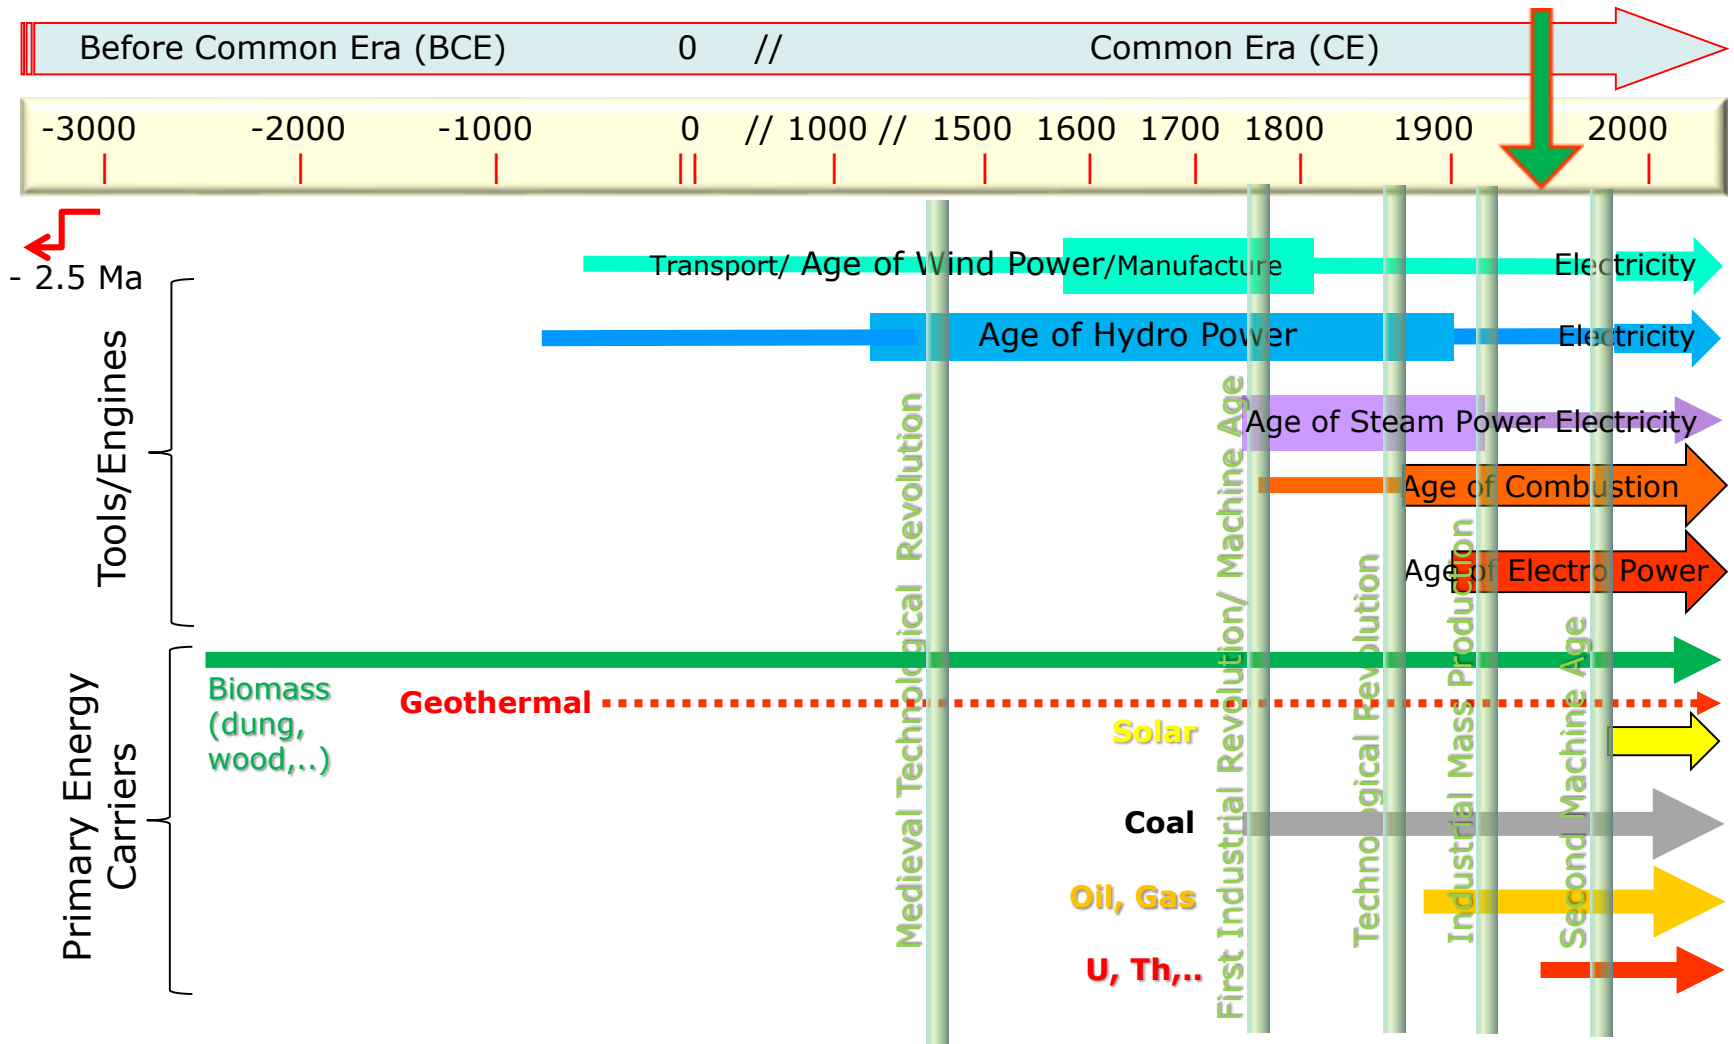 Before Common Era (BCE) 0 // Common Era (CE)
-3000 -2000 -1000 0 // 1000 // 1500 1600 1700 1800 1900 2000
- 2.5 Ma
Tools/Engines
Transport/ Age of Wind Power/Manufacture Electricity
Age of Hydro Power Electricity
Age of Steam Power Electricity
Age of Combustion
Age of Electro Power
Medieval Technological Revolution
First Industrial Revolution/ Machine Age
Technological Revolution
Industrial Mass Production
Second Machine Age
Primary Energy
Carriers
Biomass
(dung,
wood,..)
Geothermal
Solar
Coal
Oil, Gas
U, Th,..